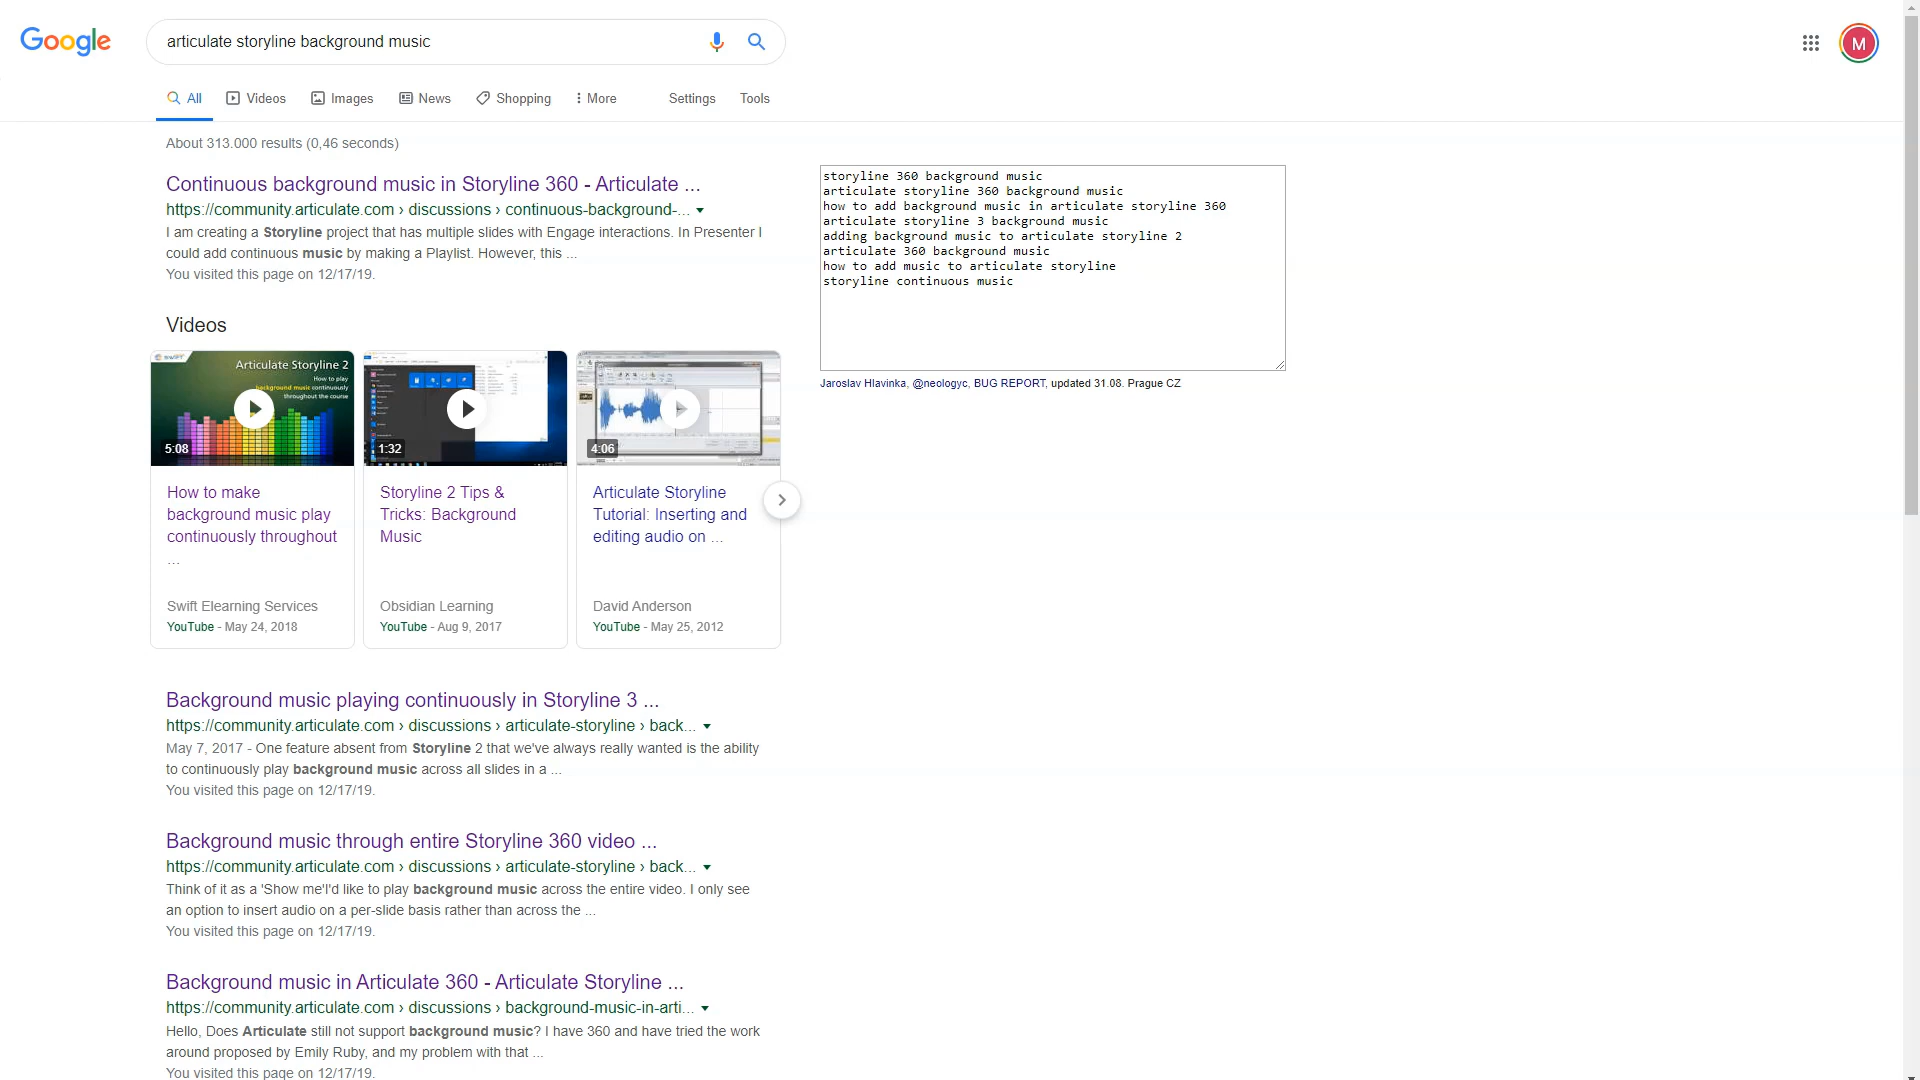 Google
articulate storyline background music
M
All Videos Images News Shopping More Settings Tools
About 313.000 results (0,46 seconds)
Continuous background music in Storyline 360 - Articulate ...
https://community.articulate.com › discussions › continuous-background-...
I am creating a Storyline project that has multiple slides with Engage interactions. In Presenter I
could add continuous music by making a Playlist. However, this ...
You visited this page on 12/17/19.
storyline 360 background music
articulate storyline 360 background music
how to add background music in articulate storyline 360
articulate storyline 3 background music
adding background music to articulate storyline 2
articulate 360 background music
how to add music to articulate storyline
storyline continuous music
Jaroslav Hlavinka, @neologyc, BUG REPORT, updated 31.08. Prague CZ
Videos
Articulate Storyline 2
How to play
background music continuously
throughout the course
5:08
How to make
background music play
continuously throughout
...
Swift Elearning Services
YouTube - May 24, 2018
1:32
Storyline 2 Tips &
Tricks: Background
Music
Obsidian Learning
YouTube - Aug 9, 2017
4:06
Articulate Storyline
Tutorial: Inserting and
editing audio on ...
David Anderson
YouTube - May 25, 2012
Background music playing continuously in Storyline 3 ...
https://community.articulate.com › discussions › articulate-storyline › back...
May 7, 2017 - One feature absent from Storyline 2 that we've always really wanted is the ability
to continuously play background music across all slides in a ...
You visited this page on 12/17/19.
Background music through entire Storyline 360 video ...
https://community.articulate.com › discussions › articulate-storyline › back...
Think of it as a 'Show me'I'd like to play background music across the entire video. I only see
an option to insert audio on a per-slide basis rather than across the ...
You visited this page on 12/17/19.
Background music in Articulate 360 - Articulate Storyline ...
https://community.articulate.com › discussions › background-music-in-arti...
Hello, Does Articulate still not support background music? I have 360 and have tried the work
around proposed by Emily Ruby, and my problem with that ...
You visited this page on 12/17/19.